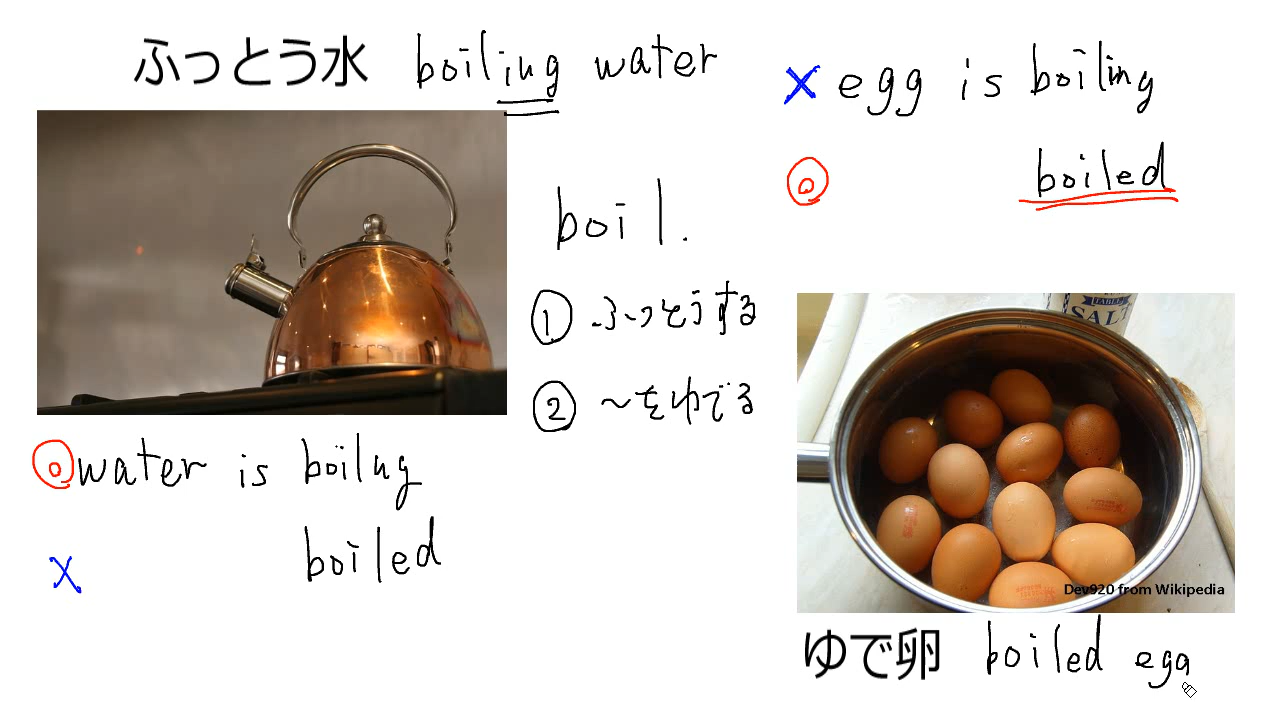 ふっとう水 boiling water
X egg is boiling
o boiled
boil.
① ふっとうする
② ～をゆでる
o water is boilng
X boiled
SALT
Dev920 from Wikipedia
ゆで卵 boiled egg